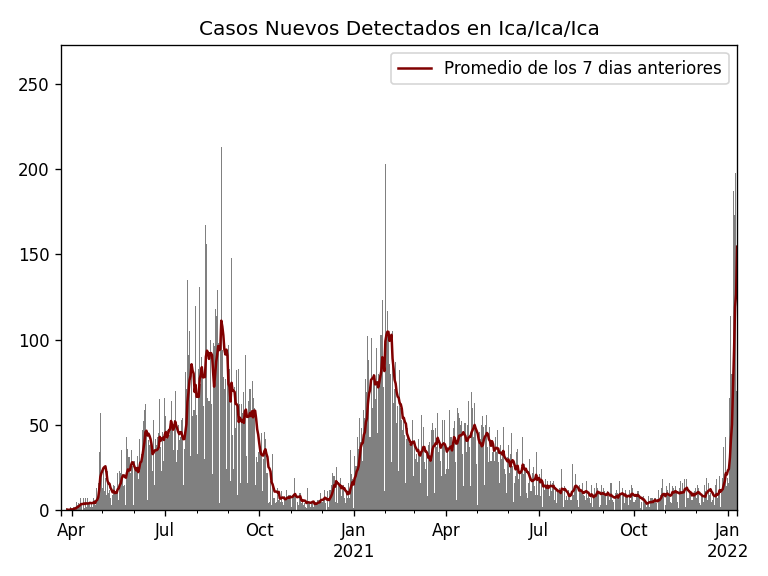 Casos Nuevos Detectados en Ica/Ica/Ica
Promedio de los 7 dias anteriores
250
200
150
100
50
0
Apr Jul Oct Jan Apr Jul Oct Jan
2021 2022